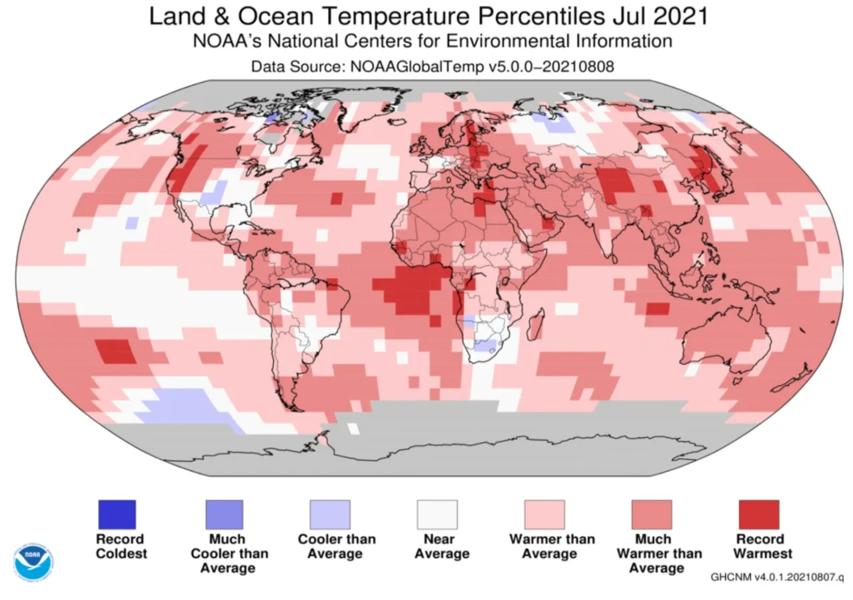 Land & Ocean Temperature Percentiles Jul 2021
NOAA's National Centers for Environmental Information
Data Source: NOAAGlobalTemp v5.0.0−20210808
Record
Coldest
Much
Cooler than
Average
Cooler than
Average
Near
Average
Warmer than
Average
Much
Warmer than
Average
Record
Warmest
NOAA
GHCNM v4.0.1.20210807.q